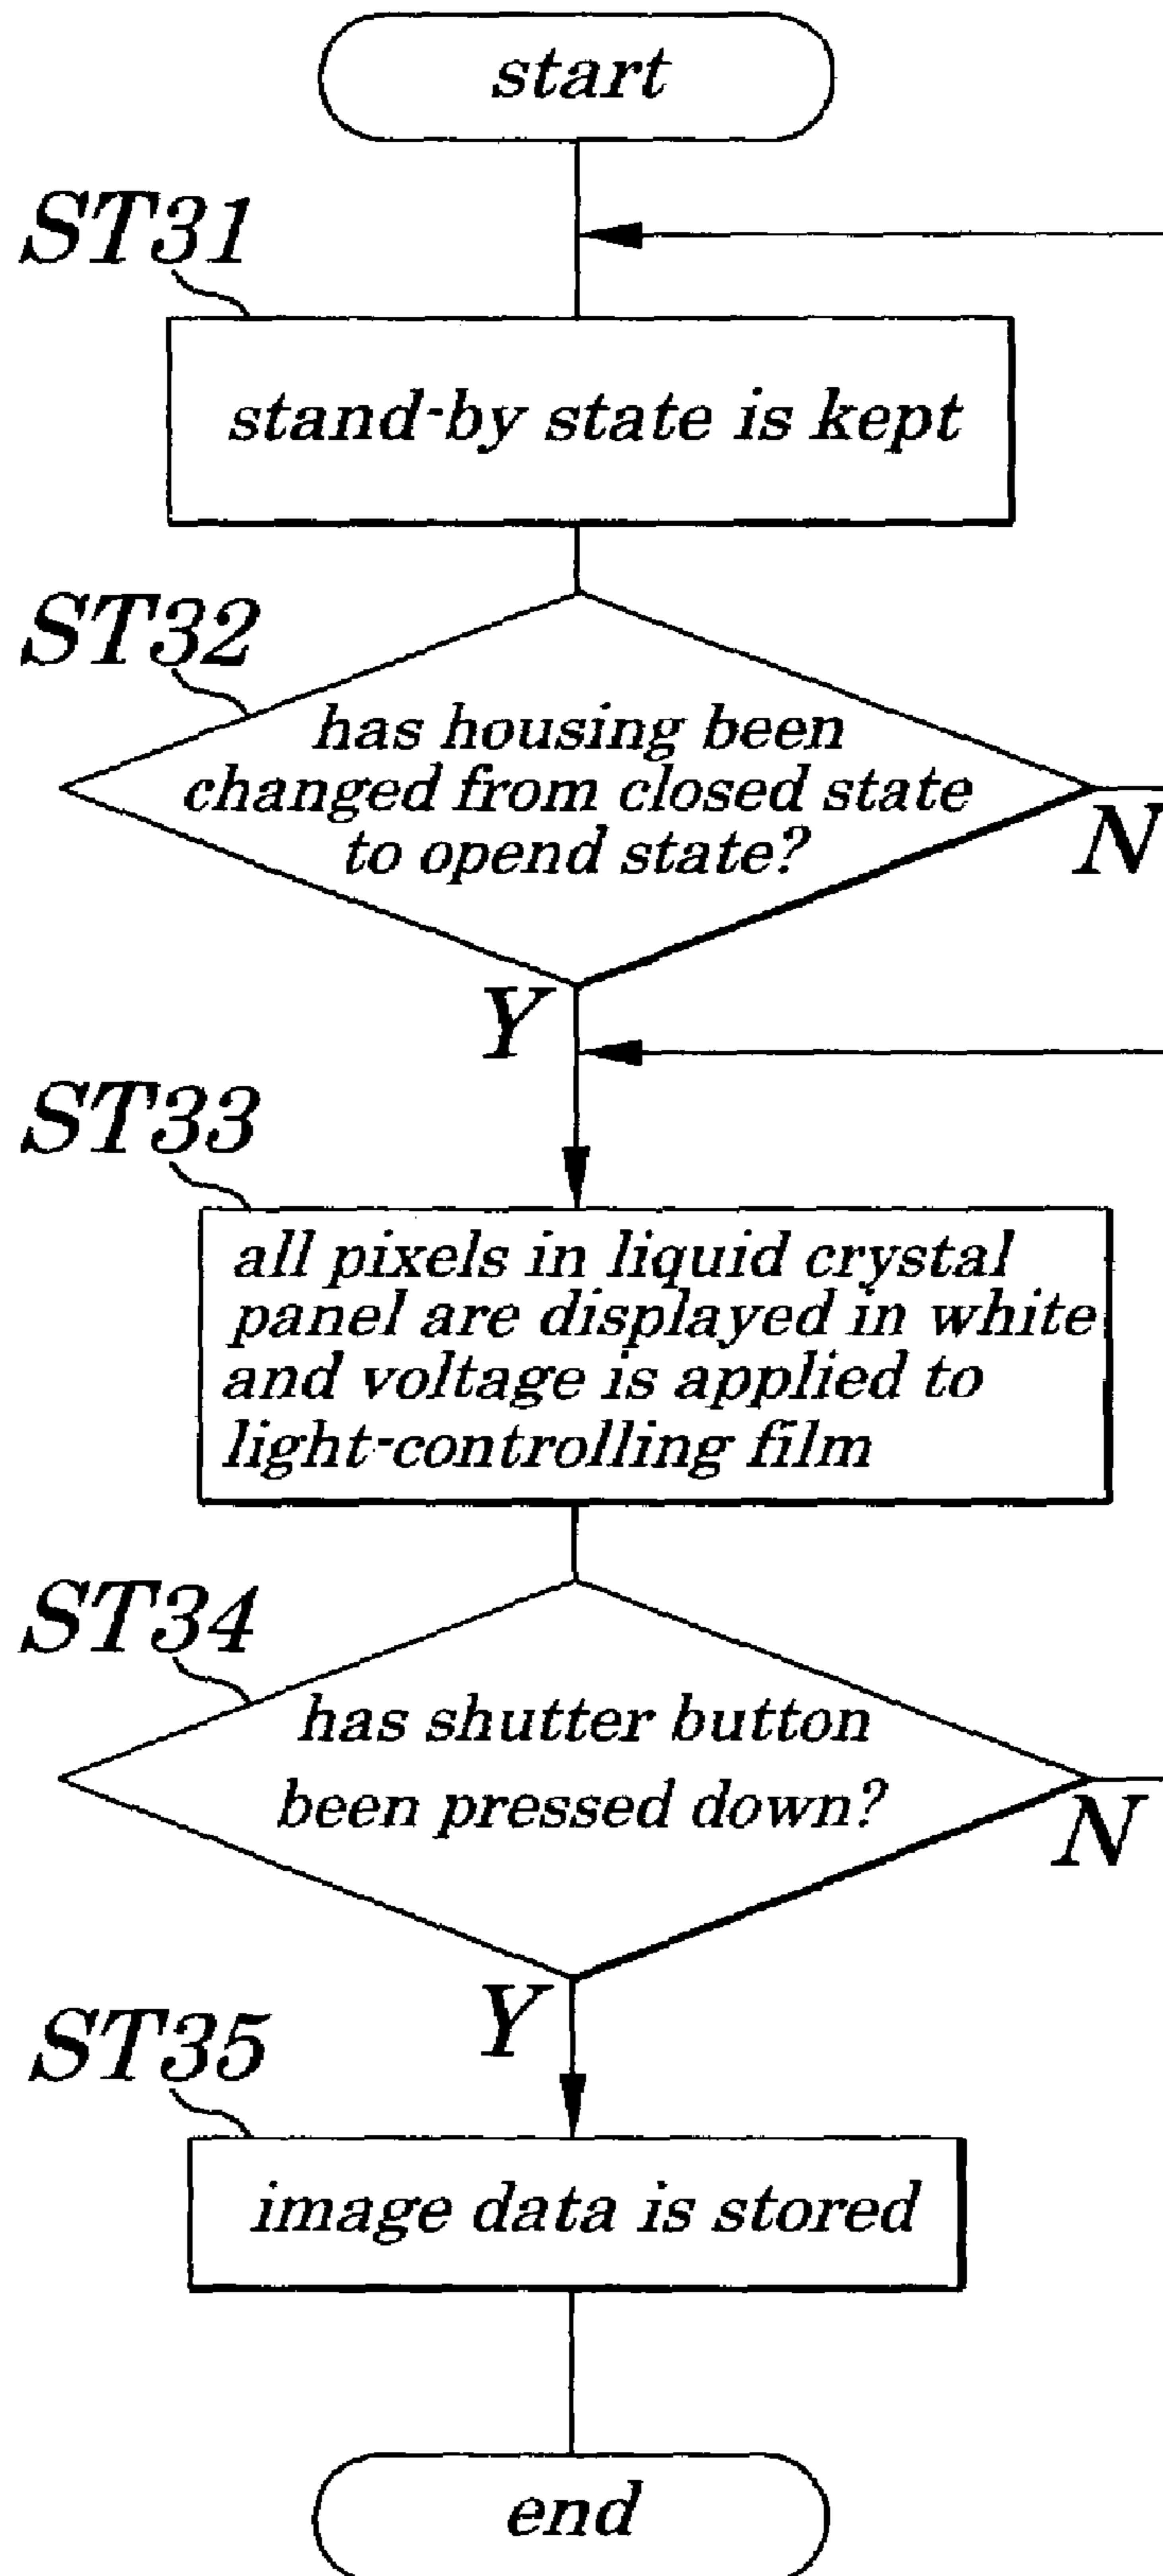 start
ST31
stand-by state is kept
ST32
has housing been
changed from closed state
to opend state?
N
Y
ST33
all pixels in liquid crystal
panel are displayed in white
and voltage is applied to
light-controlling film
ST34
has shutter button
been pressed down?
N
Y
ST35
image data is stored
end